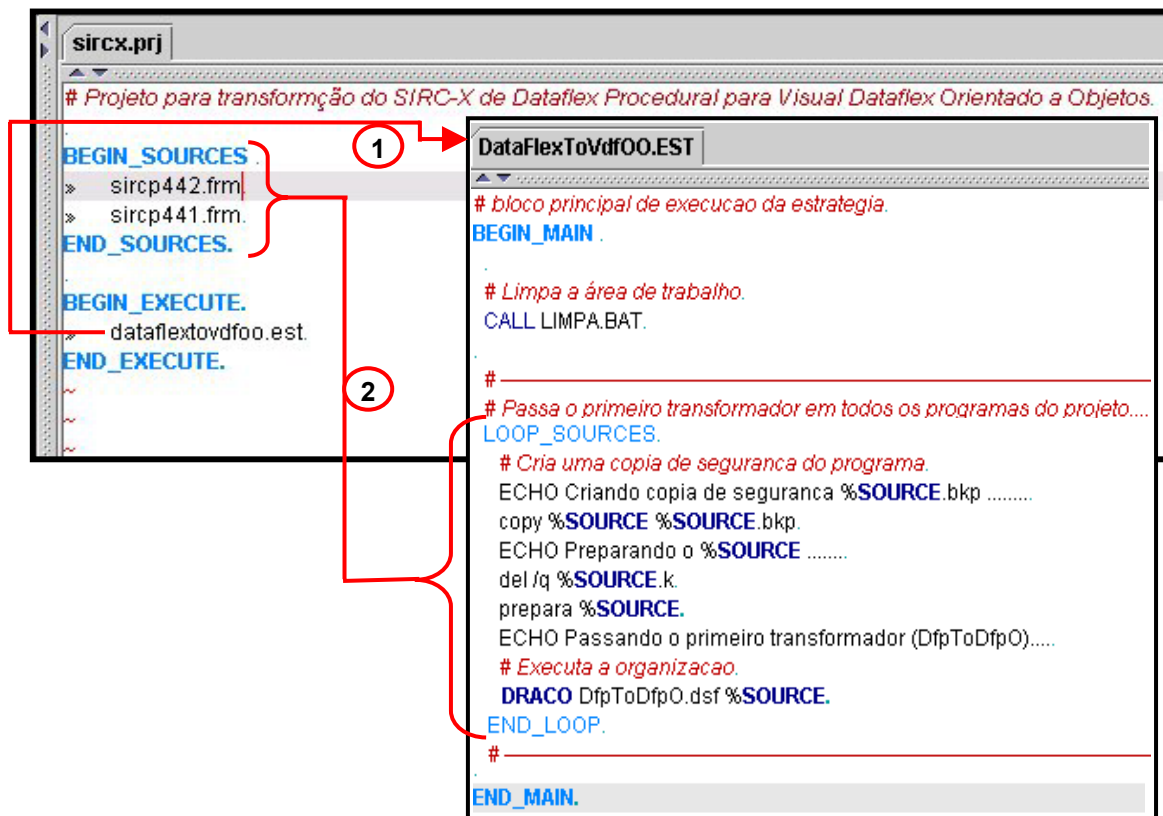 sircx.prj
# Projeto para transformção do SIRC-X de Dataflex Procedural para Visual Dataflex Orientado a Objetos.
BEGIN_SOURCES .
» sircp442.frm.
» sircp441.frm.
END_SOURCES.
.
BEGIN_EXECUTE.
» dataflextovdfoo.est.
END_EXECUTE.
~
~
~
1
2
DataFlexToVdfOO.EST
# bloco principal de execucao da estrategia.
BEGIN_MAIN .
.
# Limpa a área de trabalho.
CALL LIMPA.BAT.
.
#
# Passa o primeiro transformador em todos os programas do projeto....
LOOP_SOURCES.
# Cria uma copia de seguranca do programa.
ECHO Criando copia de seguranca %SOURCE.bkp .........
copy %SOURCE %SOURCE.bkp.
ECHO Preparando o %SOURCE ........
del /q %SOURCE.k.
prepara %SOURCE.
ECHO Passando o primeiro transformador (DfpToDfpO).....
# Executa a organizacao.
DRACO DfpToDfpO.dsf %SOURCE.
END_LOOP.
#
.
END_MAIN.